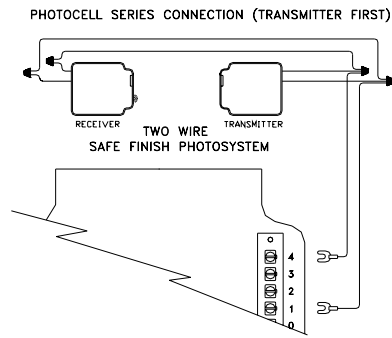 PHOTOCELL SERIES CONNECTION (TRANSMITTER FIRST)
RECEIVER
TRANSMITTER
TWO WIRE
SAFE FINISH PHOTOSYSTEM
4
3
2
1
0